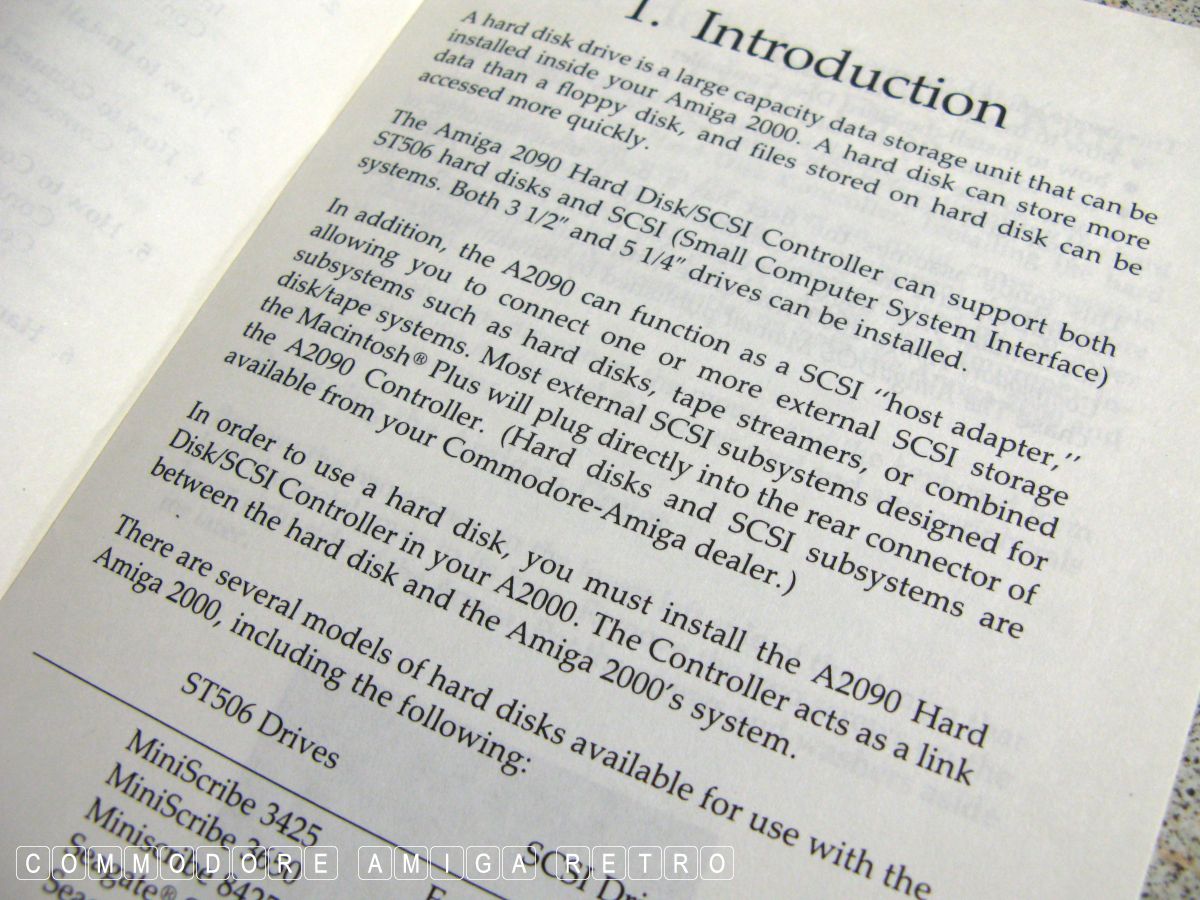 1. Introduction
A hard disk drive is a large capacity data storage unit that can be
installed inside your Amiga 2000. A hard disk can store more
data than a floppy disk, and files stored on hard disk can be
accessed more quickly.
The Amiga 2090 Hard Disk/SCSI Controller can support both
ST506 hard disks and SCSI (Small Computer System Interface)
systems. Both 3 1/2" and 5 1/4" drives can be installed.
In addition, the A2090 can function as a SCSI ''host adapter,''
allowing you to connect one or more external SCSI storage
subsystems such as hard disks, tape streamers, or combined
disk/tape systems. Most external SCSI subsystems designed for
the Macintosh® Plus will plug directly into the rear connector of
the A2090 Controller. (Hard disks and SCSI subsystems are
available from your Commodore-Amiga dealer.)
In order to use a hard disk, you must install the A2090 Hard
Disk/SCSI Controller in your A2000. The Controller acts as a link
between the hard disk and the Amiga 2000's system.
There are several models of hard disks available for use with the
Amiga 2000, including the following:
ST506 Drives
SCSI
MiniScribe 3425
MiniScribe 3650
Miniscribe 8425
Seagate®
COMMODORE AMIGA RETRO